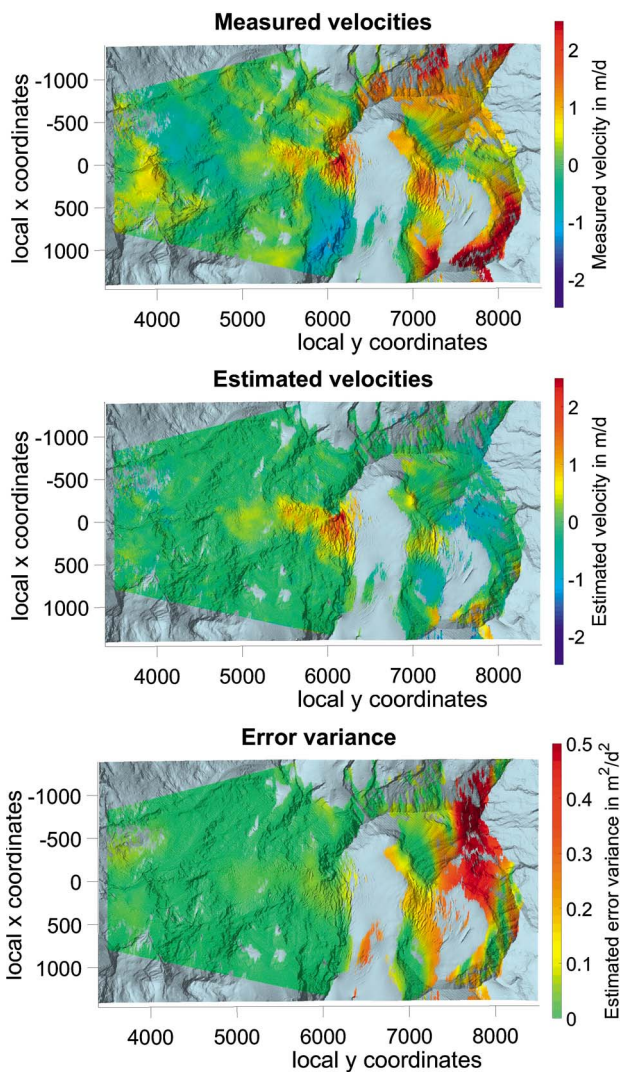 Measured velocities
-1000
-500
0
500
1000
local x coordinates
4000 5000 6000 7000 8000
local y coordinates
2
1
0
-1
-2
Measured velocity in m/d
Estimated velocities
-1000
-500
0
500
1000
local x coordinates
4000 5000 6000 7000 8000
local y coordinates
2
1
0
-1
-2
Estimated velocity in m/d
Error variance
-1000
-500
0
500
1000
local x coordinates
4000 5000 6000 7000 8000
local y coordinates
0.5
0.4
0.3
0.2
0.1
0
Estimated error variance in m²/d²